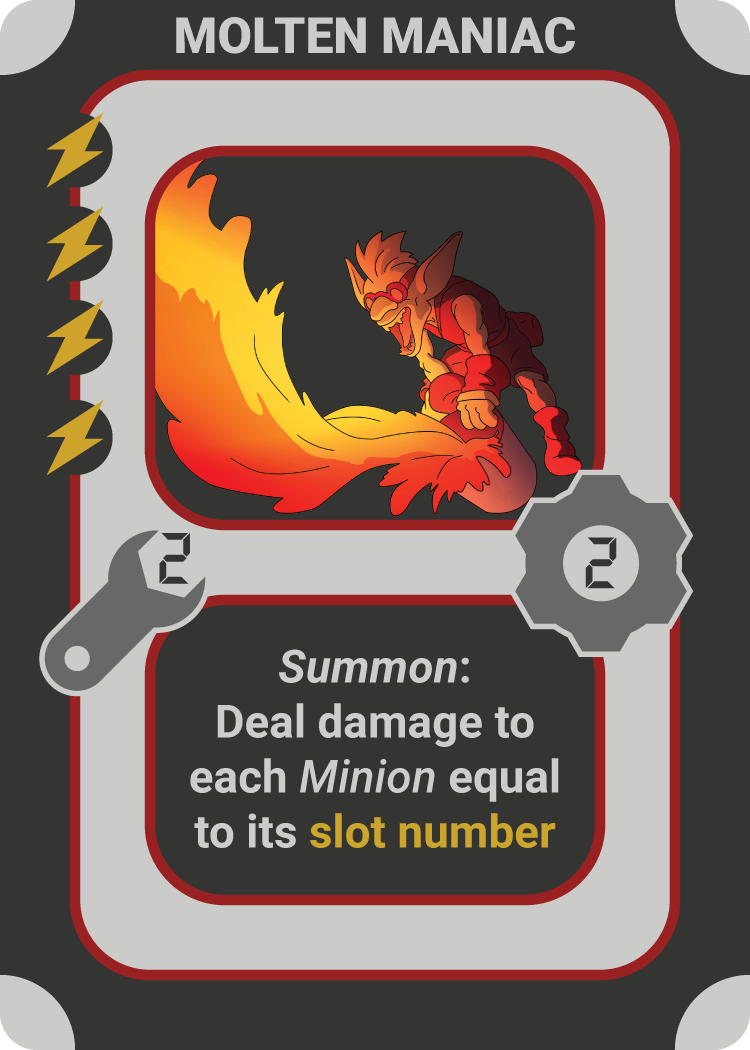 MOLTEN MANIAC
2
2
Summon:
Deal damage to
each Minion equal
to its slot number